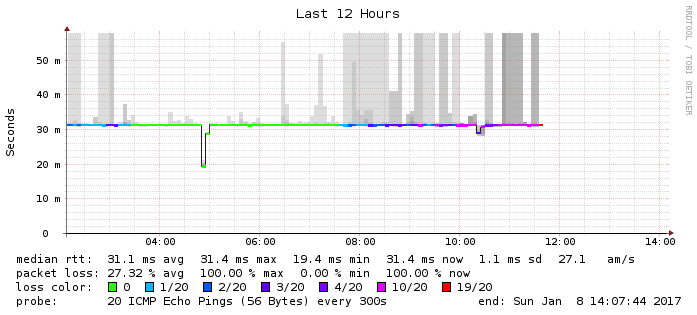 Last 12 Hours
RRDTOOL / TOBI OETIKER
Seconds
50 m
40 m
30 m
20 m
10 m
0
04:00 06:00 08:00 10:00 12:00 14:00
median rtt: 31.1 ms avg 31.4 ms max 19.4 ms min 31.4 ms now 1.1 ms sd 27.1 am/s
packet loss: 27.32 % avg 100.00 % max 0.00 % min 100.00 % now
loss color: 0 1/20 2/20 3/20 4/20 10/20 19/20
probe: 20 ICMP Echo Pings (56 Bytes) every 300s end: Sun Jan 8 14:07:44 2017